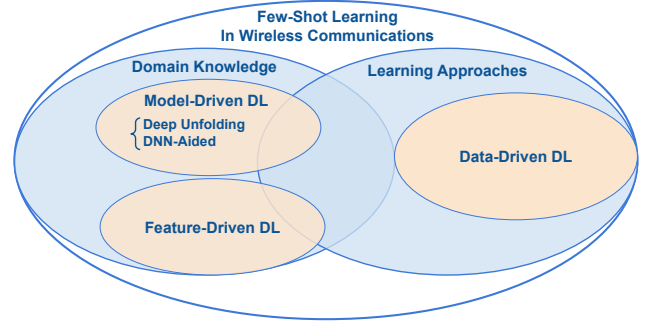 Few-Shot Learning
In Wireless Communications
Domain Knowledge
Learning Approaches
Model-Driven DL
Deep Unfolding
DNN-Aided
Data-Driven DL
Feature-Driven DL